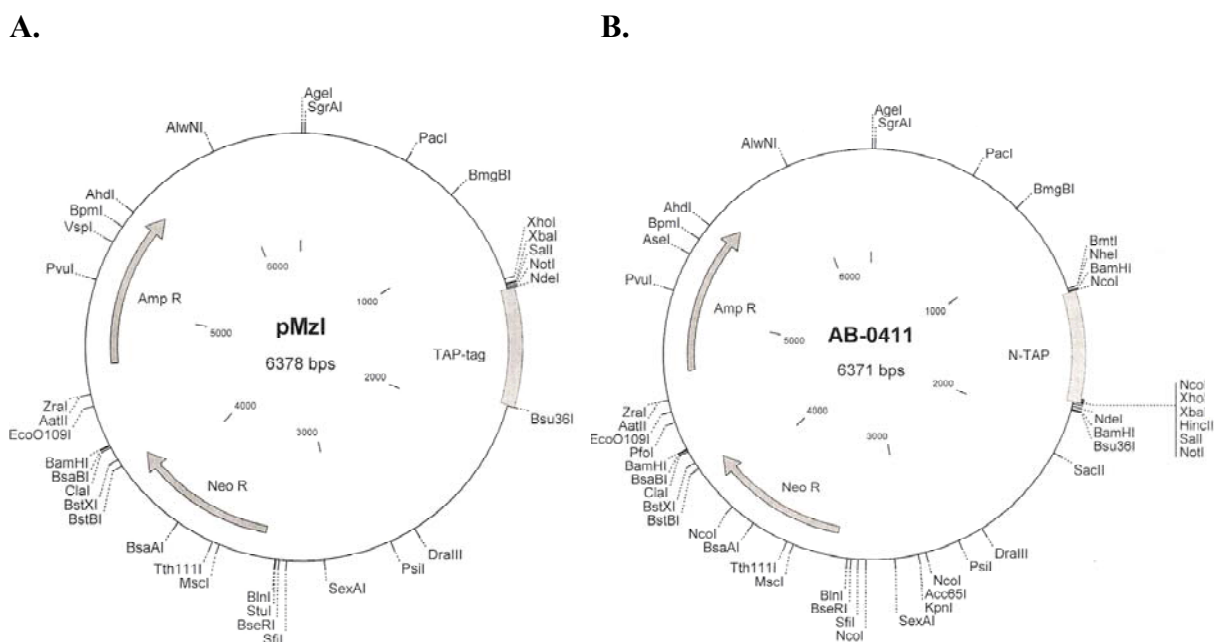 A.
AgeI
SgrAI
AlwNI
PacI
BmgBI
AhdI
BpmI
VspI
PvuI
XhoI
XbaI
SalI
NotI
NdeI
Amp R
6000
1000
5000
pMzI
6378 bps
TAP-tag
2000
4000
3000
Bsu36I
ZraI
AatII
EcoO109I
BamHI
BsaBI
ClaI
BstXI
BstBI
Neo R
BsaAI
Tth111I
MscI
BlnI
StuI
BseRI
SfiI
SexAI
PsiI
DraIII
B.
AgeI
SgrAI
AlwNI
PacI
BmgBI
AhdI
BpmI
AseI
PvuI
BmtI
NheI
BamHI
NcoI
Amp R
6000
1000
5000
AB-0411
6371 bps
N-TAP
2000
4000
3000
NcoI
XhoI
XbaI
HincII
SalI
NotI
NdeI
BamHI
Bsu36I
SacII
ZraI
AatII
EcoO109I
PfoI
BamHI
BsaBI
ClaI
BstXI
BstBI
Neo R
NcoI
BsaAI
Tth111I
MscI
BlnI
BseRI
SfiI
NcoI
SexAI
KpnI
Acc65I
NcoI
PsiI
DraIII